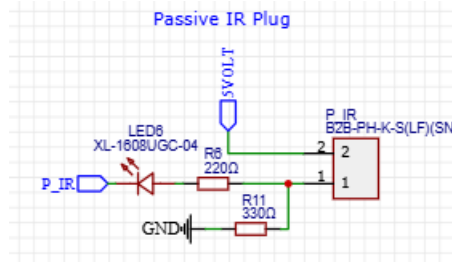 Passive IR Plug
5VOLT
P_IR
B2B-PH-K-S(LF)(SN
LED6
XL-1608UGC-04
R6
220Ω
2 2
P_IR
1 1
R11
330Ω
GND